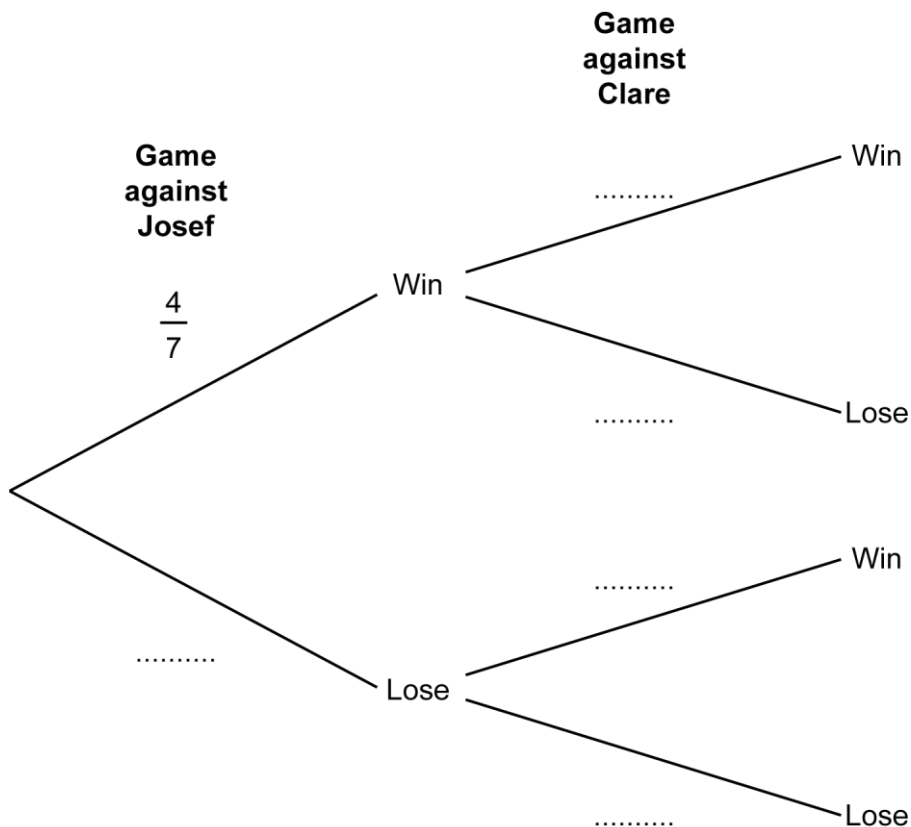 Game
against
Clare
Game
against
Josef
4
7
..........
Win
Win
..........
Lose
..........
Win
..........
Lose
..........
Lose